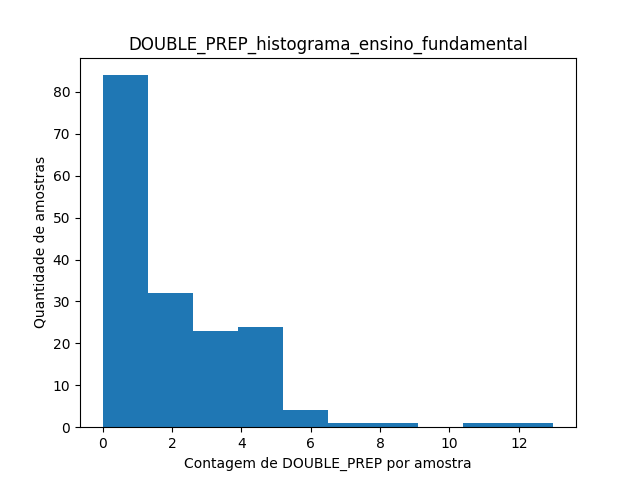 DOUBLE_PREP_histograma_ensino_fundamental
80
70
60
50
40
30
20
10
0
Quantidade de amostras
0 2 4 6 8 10 12
Contagem de DOUBLE_PREP por amostra